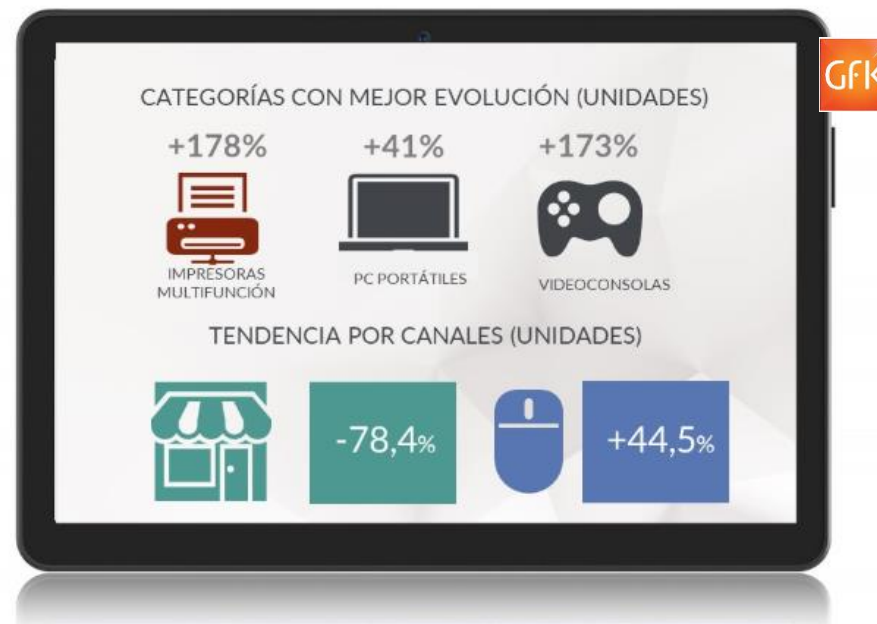 GfK
CATEGORÍAS CON MEJOR EVOLUCIÓN (UNIDADES)
+178%
+41%
+173%
IMPRESORAS
MULTIFUNCIÓN
PC PORTÁTILES
VIDEOCONSOLAS
TENDENCIA POR CANALES (UNIDADES)
-78,4%
+44,5%